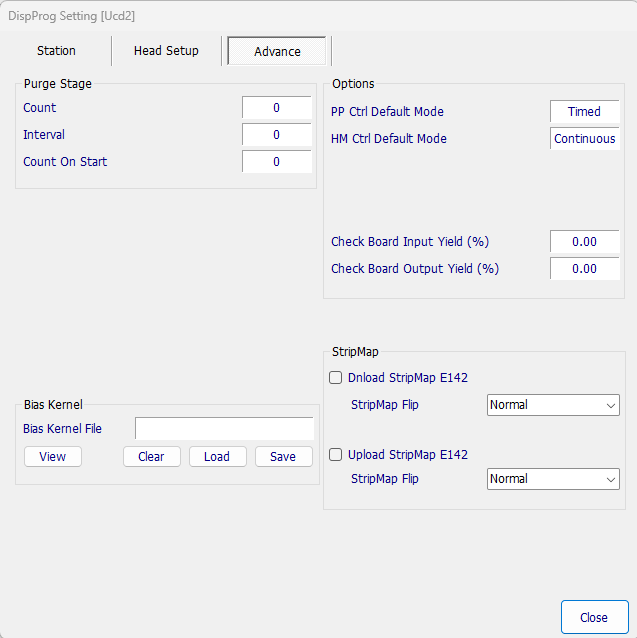 DispProg Setting [Ucd2]
Station
Head Setup
Advance
Purge Stage
Count
0
Interval
0
Count On Start
0
Options
PP Ctrl Default Mode
Timed
HM Ctrl Default Mode
Continuous
Check Board Input Yield (%)
0.00
Check Board Output Yield (%)
0.00
StripMap
Dnload StripMap E142
StripMap Flip
Normal
Upload StripMap E142
StripMap Flip
Normal
Bias Kernel
Bias Kernel File
View
Clear
Load
Save
Close